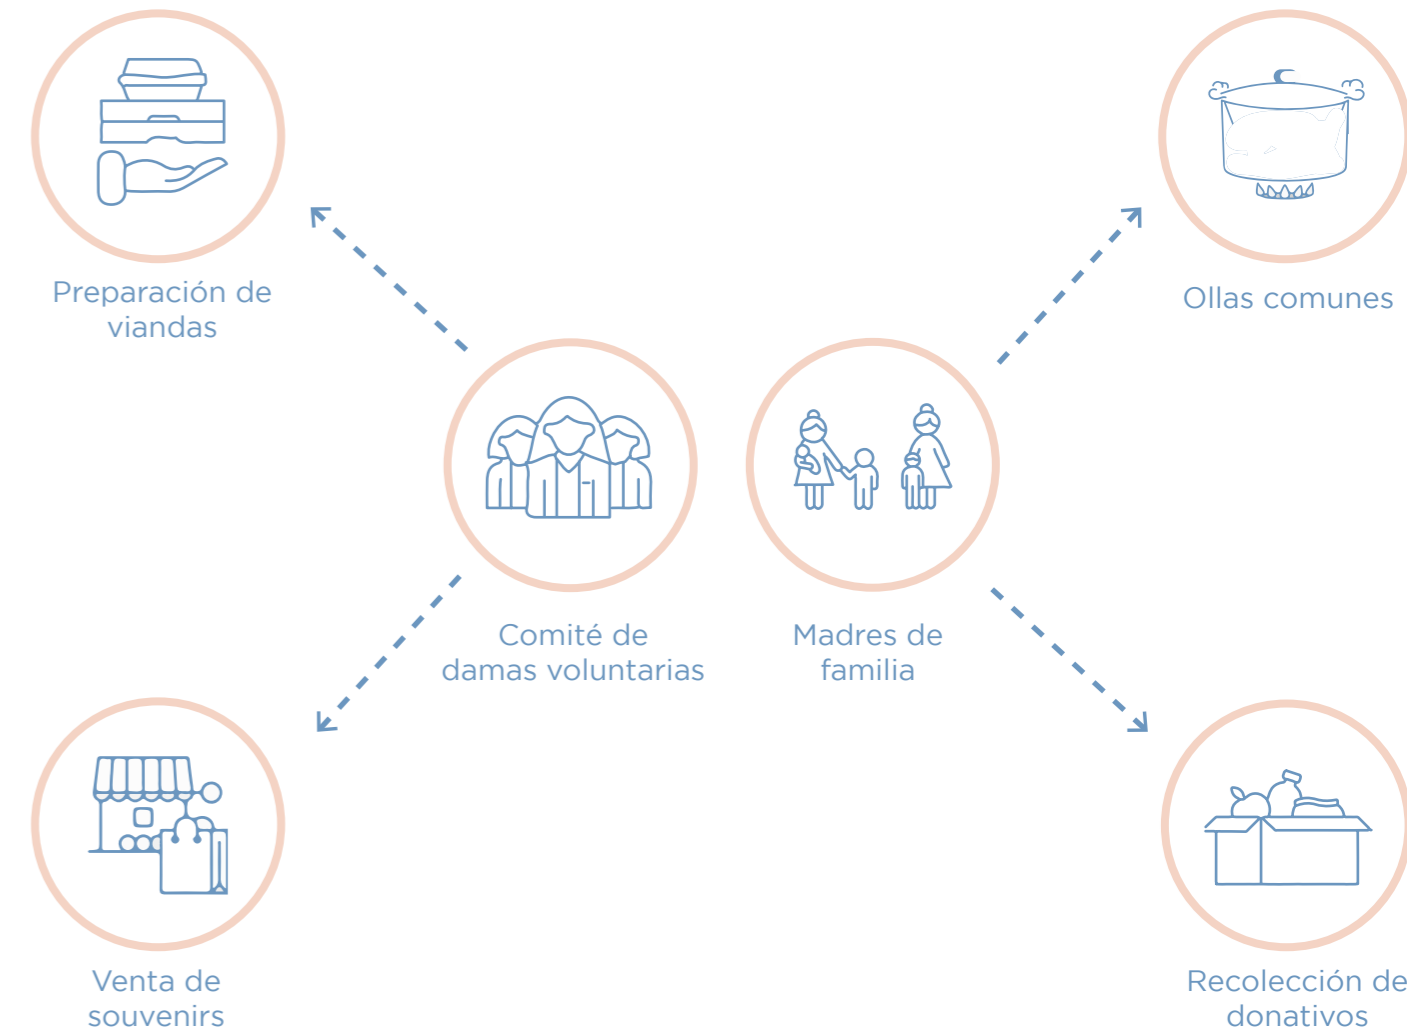 Preparación de
viandas
Ollas comunes
Comité de
damas voluntarias
Madres de
familia
Venta de
souvenirs
Recolección de
donativos